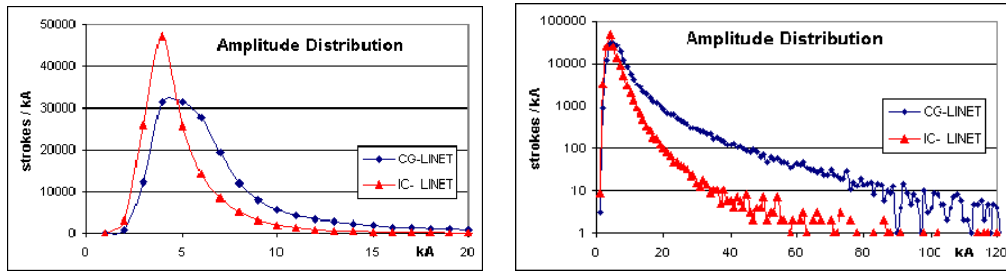 Amplitude Distribution
strokes / kA
50000
40000
30000
20000
10000
0
CG-LINET
IC- LINET
0 5 10 15 kA 20
Amplitude Distribution
strokes / kA
100000
10000
1000
100
10
1
CG-LINET
IC- LINET
0 20 40 60 80 100 kA 120